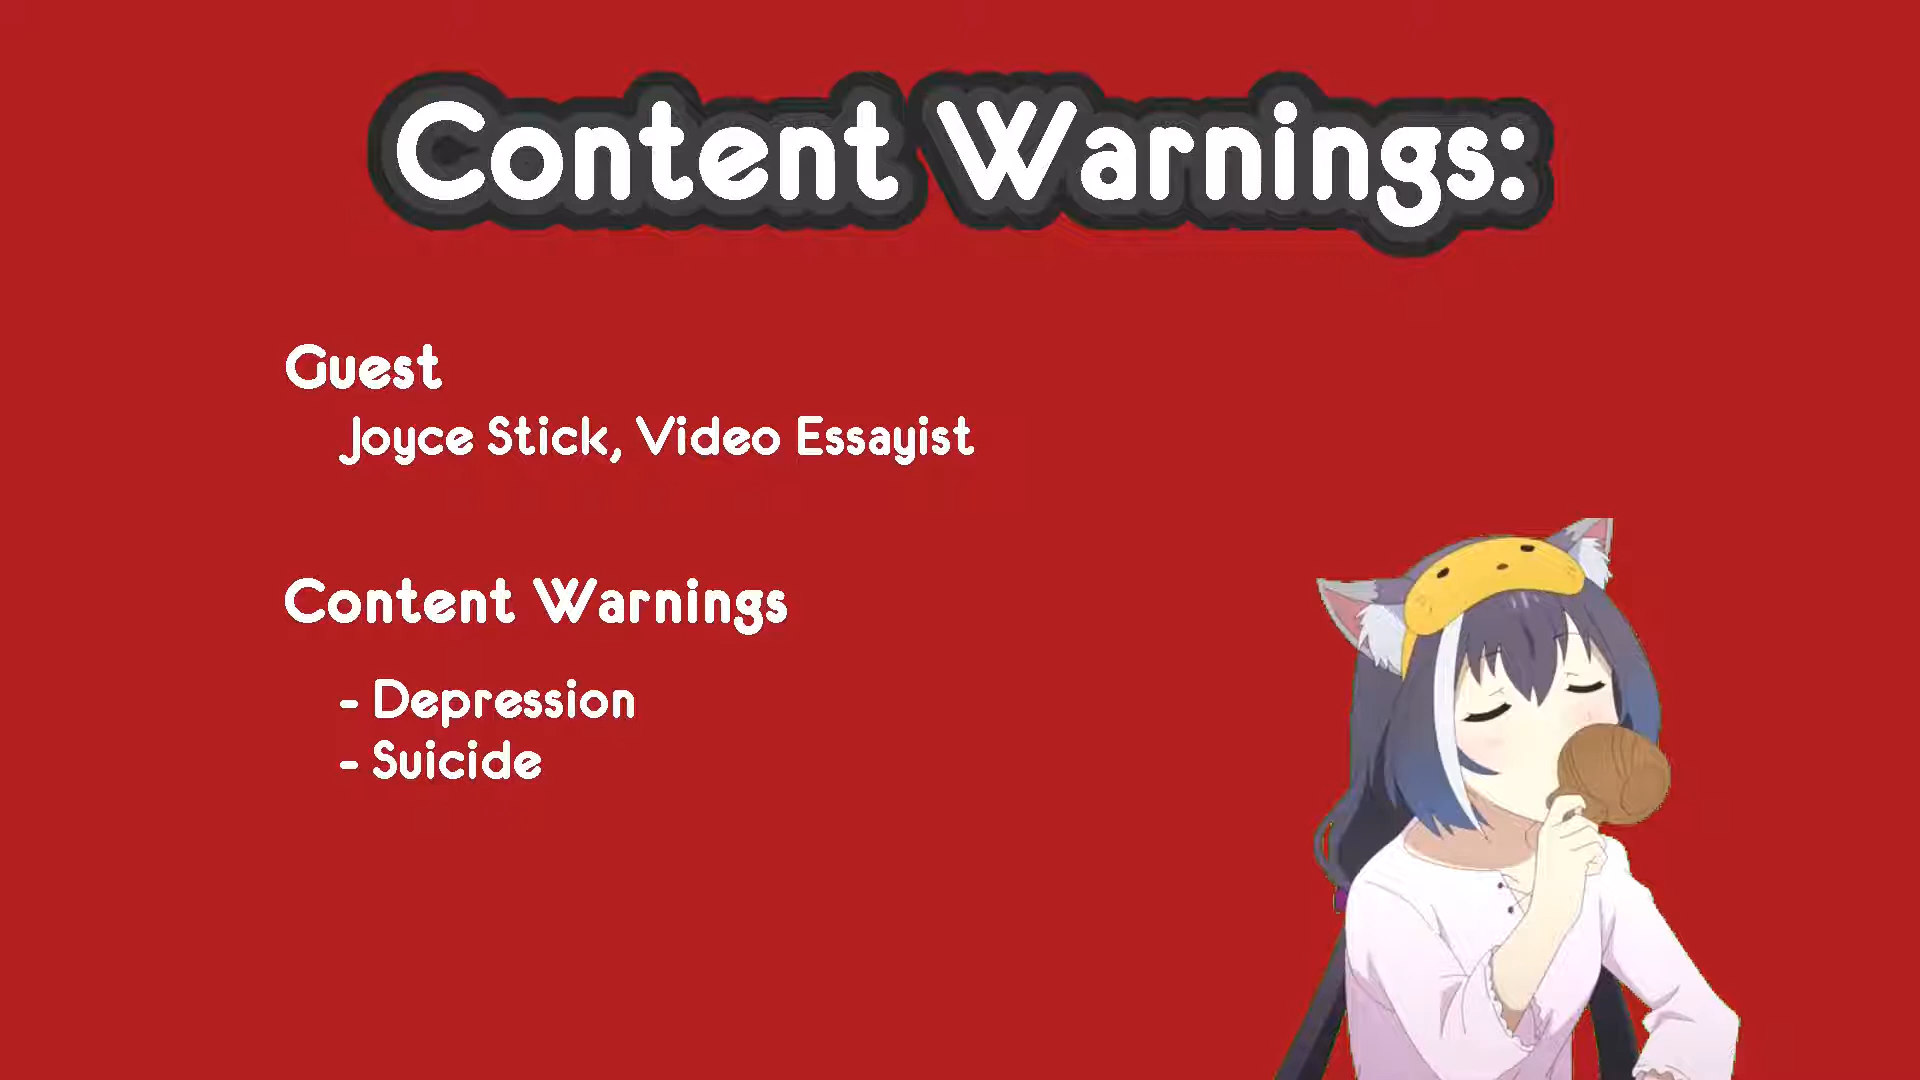 Content Warnings:
Guest
Joyce Stick, Video Essayist
Content Warnings
- Depression
- Suicide